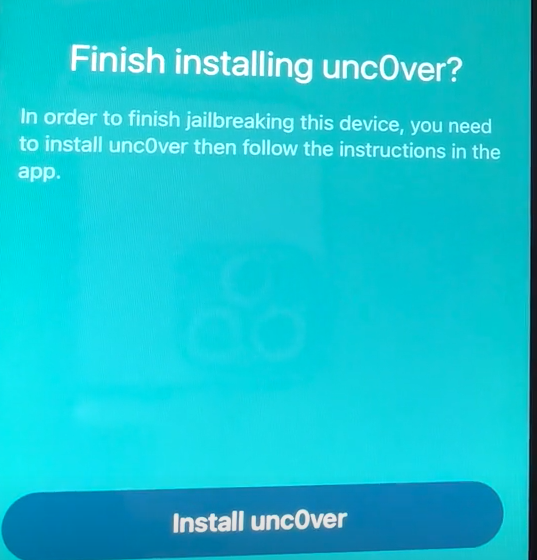 Finish installing unc0ver?
In order to finish jailbreaking this device, you need
to install unc0ver then follow the instructions in the
app.
Install unc0ver